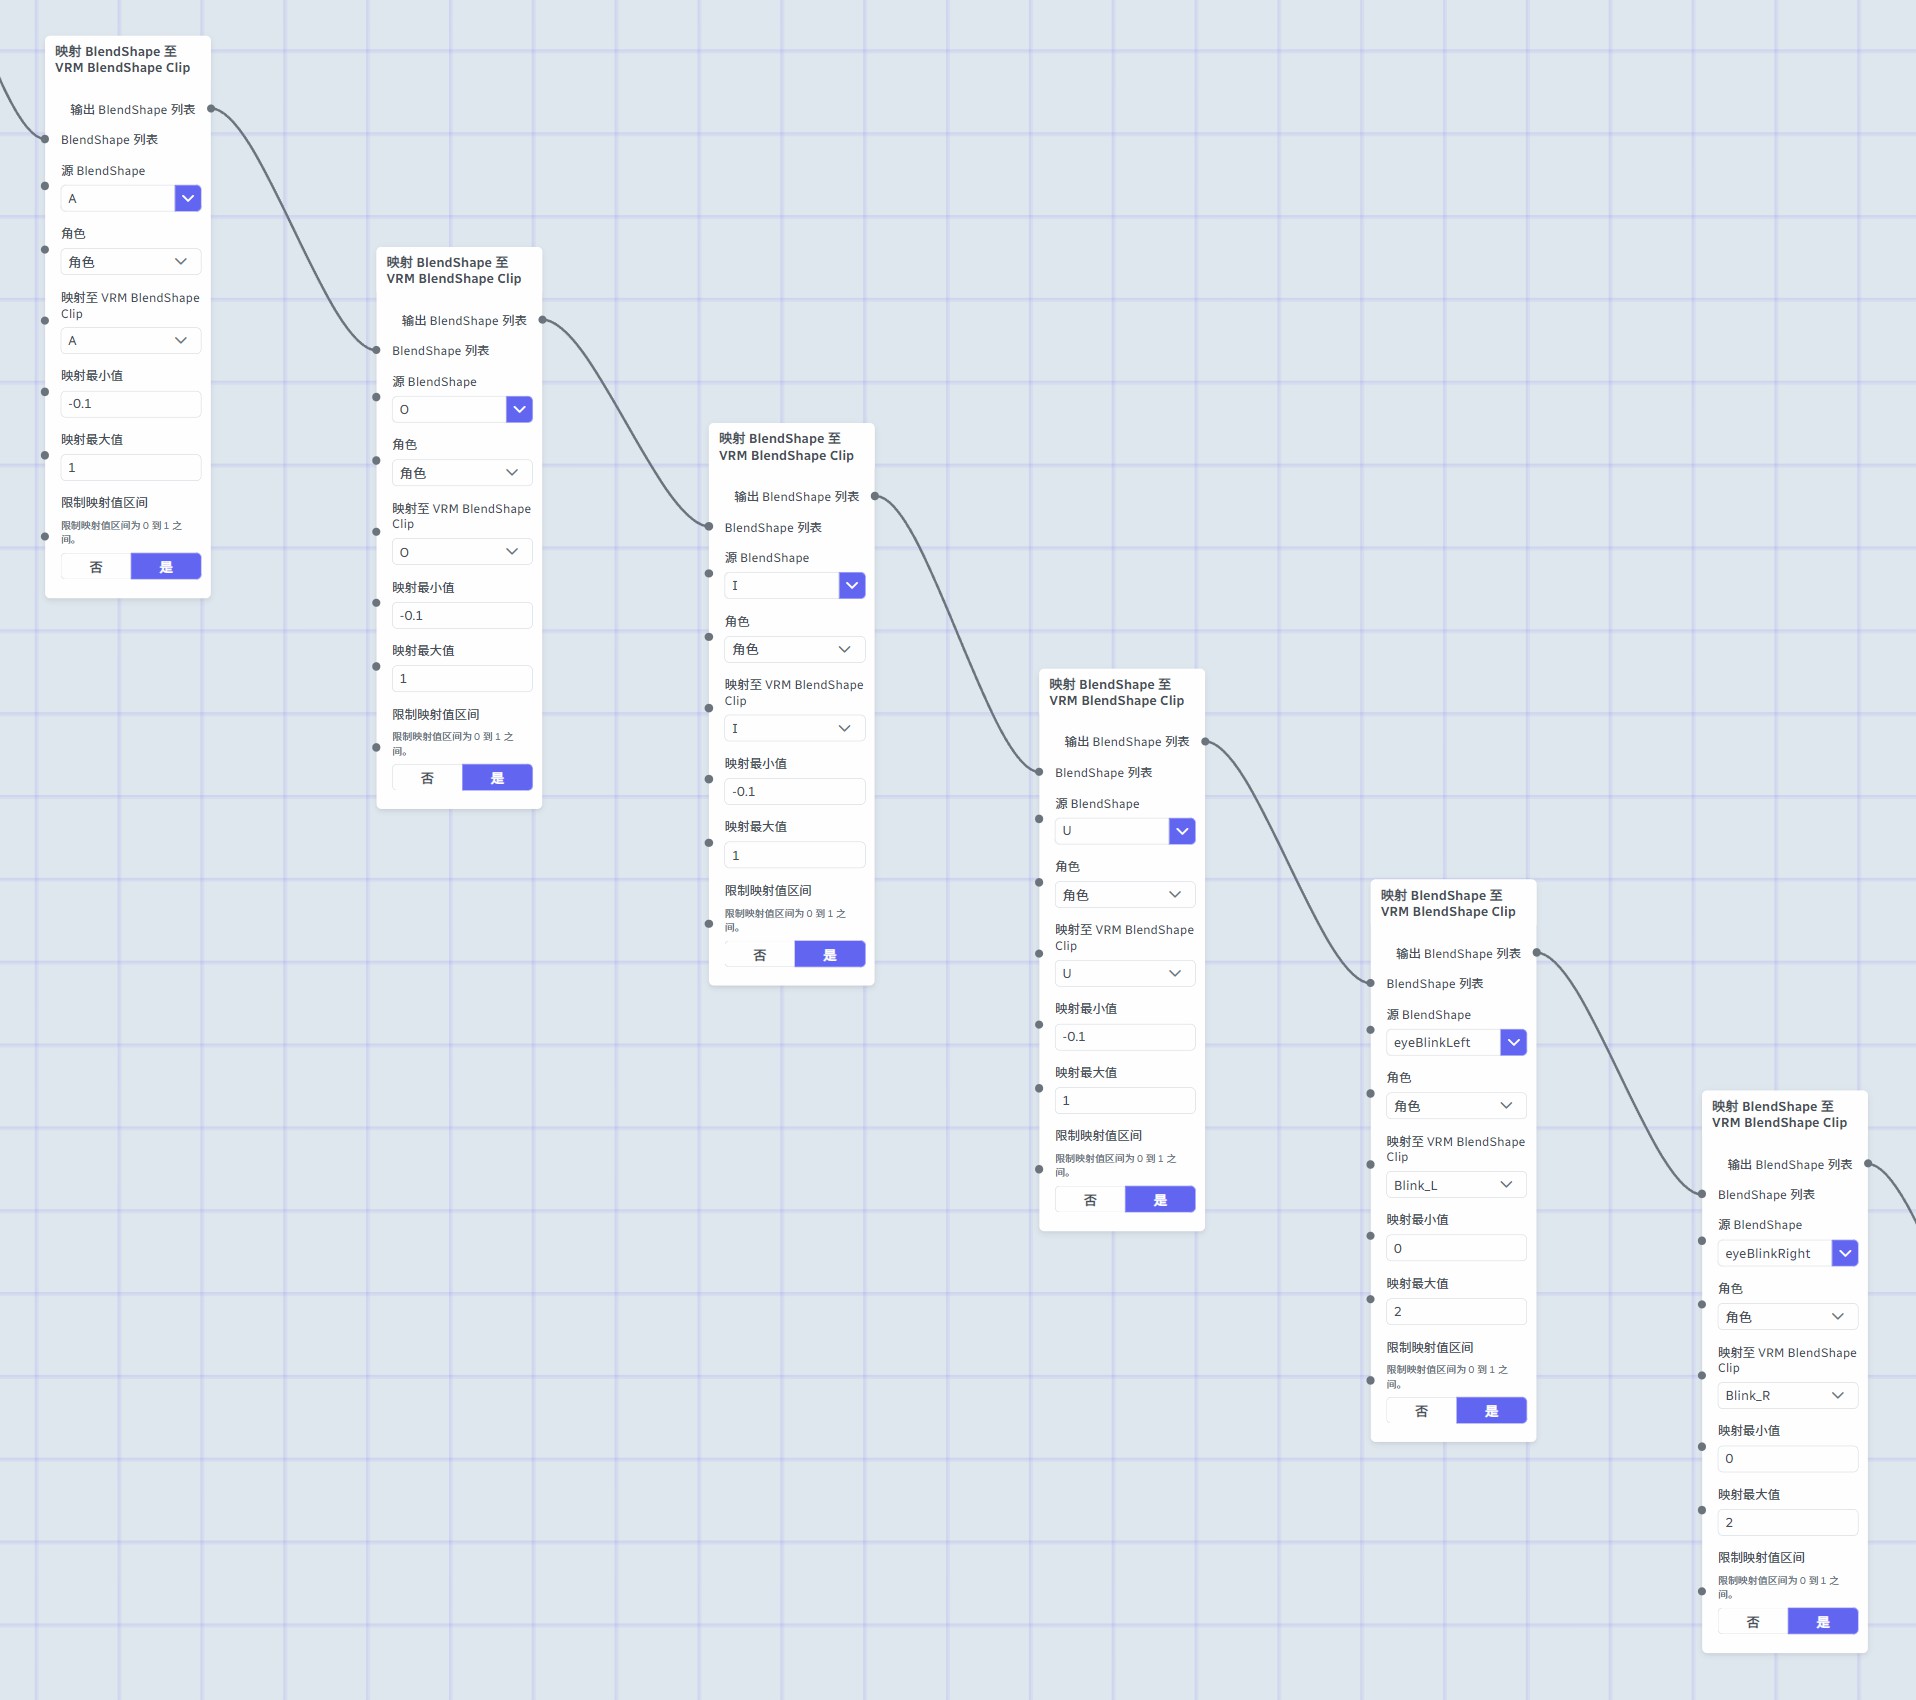 映射 BlendShape 至
VRM BlendShape Clip
输出 BlendShape 列表
BlendShape 列表
源 BlendShape
A
角色
角色
映射至 VRM BlendShape
Clip
A
映射最小值
-0.1
映射最大值
1
限制映射值区间
限制映射值区间为 0 到 1 之
间。
否 是
映射 BlendShape 至
VRM BlendShape Clip
输出 BlendShape 列表
BlendShape 列表
源 BlendShape
O
角色
角色
映射至 VRM BlendShape
Clip
O
映射最小值
-0.1
映射最大值
1
限制映射值区间
限制映射值区间为 0 到 1 之
间。
否 是
映射 BlendShape 至
VRM BlendShape Clip
输出 BlendShape 列表
BlendShape 列表
源 BlendShape
I
角色
角色
映射至 VRM BlendShape
Clip
I
映射最小值
-0.1
映射最大值
1
限制映射值区间
限制映射值区间为 0 到 1 之
间。
否 是
映射 BlendShape 至
VRM BlendShape Clip
输出 BlendShape 列表
BlendShape 列表
源 BlendShape
U
角色
角色
映射至 VRM BlendShape
Clip
U
映射最小值
-0.1
映射最大值
1
限制映射值区间
限制映射值区间为 0 到 1 之
间。
否 是
映射 BlendShape 至
VRM BlendShape Clip
输出 BlendShape 列表
BlendShape 列表
源 BlendShape
eyeBlinkLeft
角色
角色
映射至 VRM BlendShape
Clip
Blink_L
映射最小值
0
映射最大值
2
限制映射值区间
限制映射值区间为 0 到 1 之
间。
否 是
映射 BlendShape 至
VRM BlendShape Clip
输出 BlendShape 列表
BlendShape 列表
源 BlendShape
eyeBlinkRight
角色
角色
映射至 VRM BlendShape
Clip
Blink_R
映射最小值
0
映射最大值
2
限制映射值区间
限制映射值区间为 0 到 1 之
间。
否 是